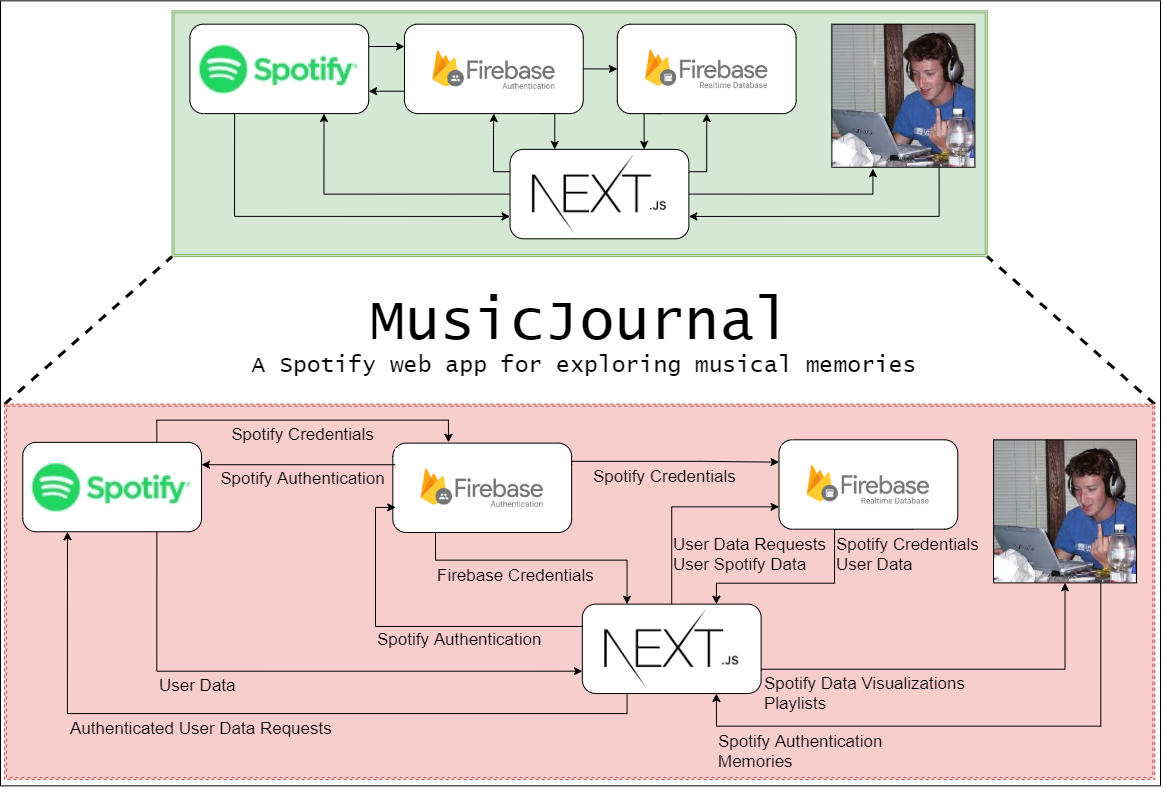 Spotify
Firebase
Authentication
Firebase
Realtime Database
NEXT
.JS
MusicJournal
A Spotify web app for exploring musical memories
Spotify Credentials
Spotify
Spotify Authentication
Firebase
Authentication
Spotify Credentials
Firebase
Realtime Database
User Data Requests
User Spotify Data
Spotify Credentials
User Data
Firebase Credentials
Spotify Authentication
NEXT
.JS
User Data
Authenticated User Data Requests
Spotify Data Visualizations
Playlists
Spotify Authentication
Memories